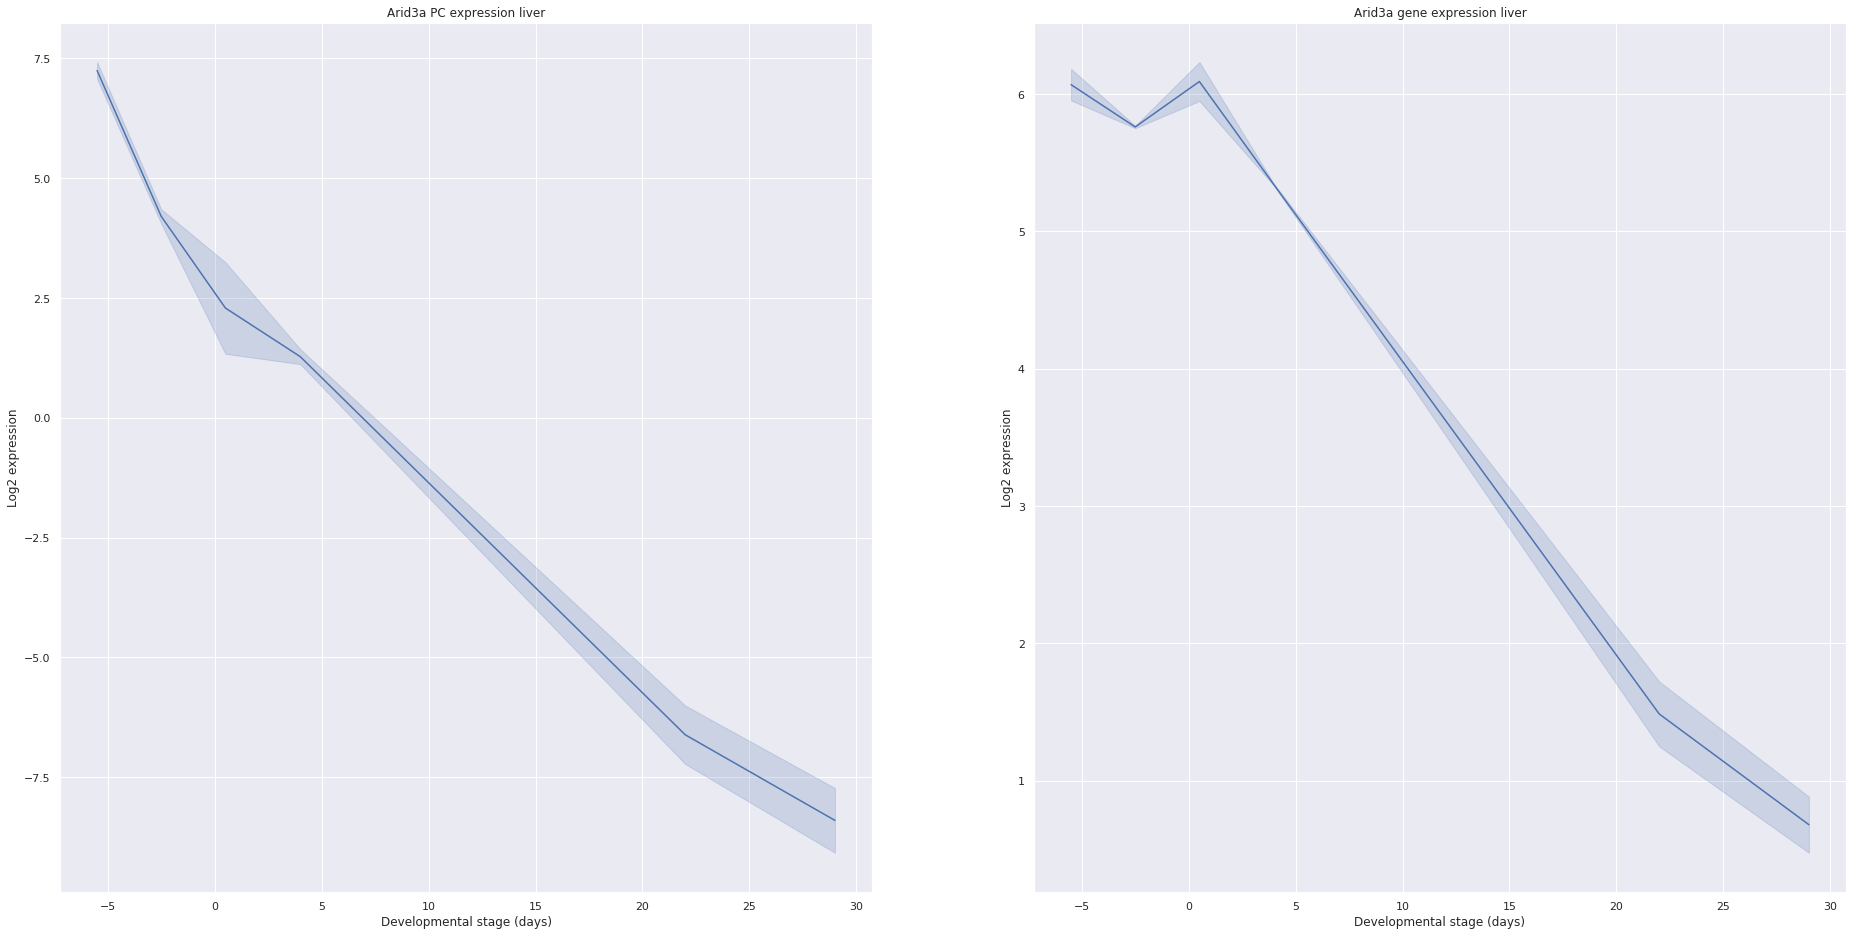 Arid3a PC expression liver
Log2 expression
7.5
5.0
2.5
0.0
−2.5
−5.0
−7.5
−5 0 5 10 15 20 25 30
Developmental stage (days)
Arid3a gene expression liver
Log2 expression
6
5
4
3
2
1
−5 0 5 10 15 20 25 30
Developmental stage (days)